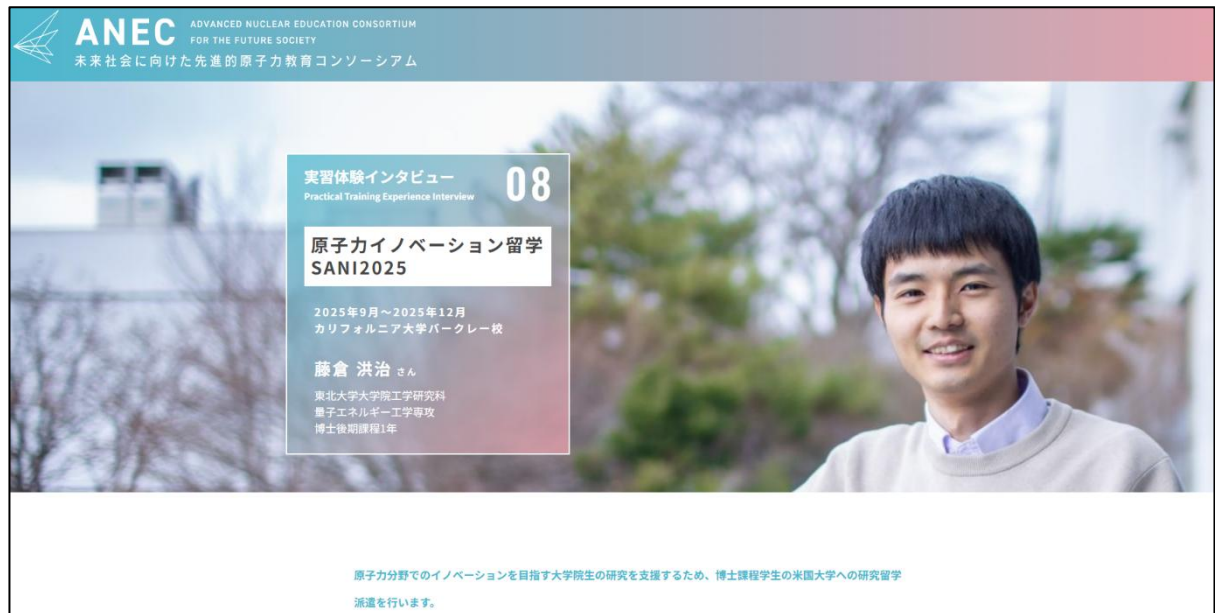 ANEC
ADVANCED NUCLEAR EDUCATION CONSORTIUM
FOR THE FUTURE SOCIETY
未来社会に向けた先進的原子力教育コンソーシアム
実習体験インタビュー
Practical Training Experience Interview
08
原子力イノベーション留学
SANI2025
2025年9月～2025年12月
カリフォルニア大学バークレー校
藤倉 洪治 さん
東北大学大学院工学研究科
量子エネルギー工学専攻
博士後期課程1年
原子力分野でのイノベーションを目指す大学院生の研究を支援するため、博士課程学生の米国大学への研究留学
派遣を行います。